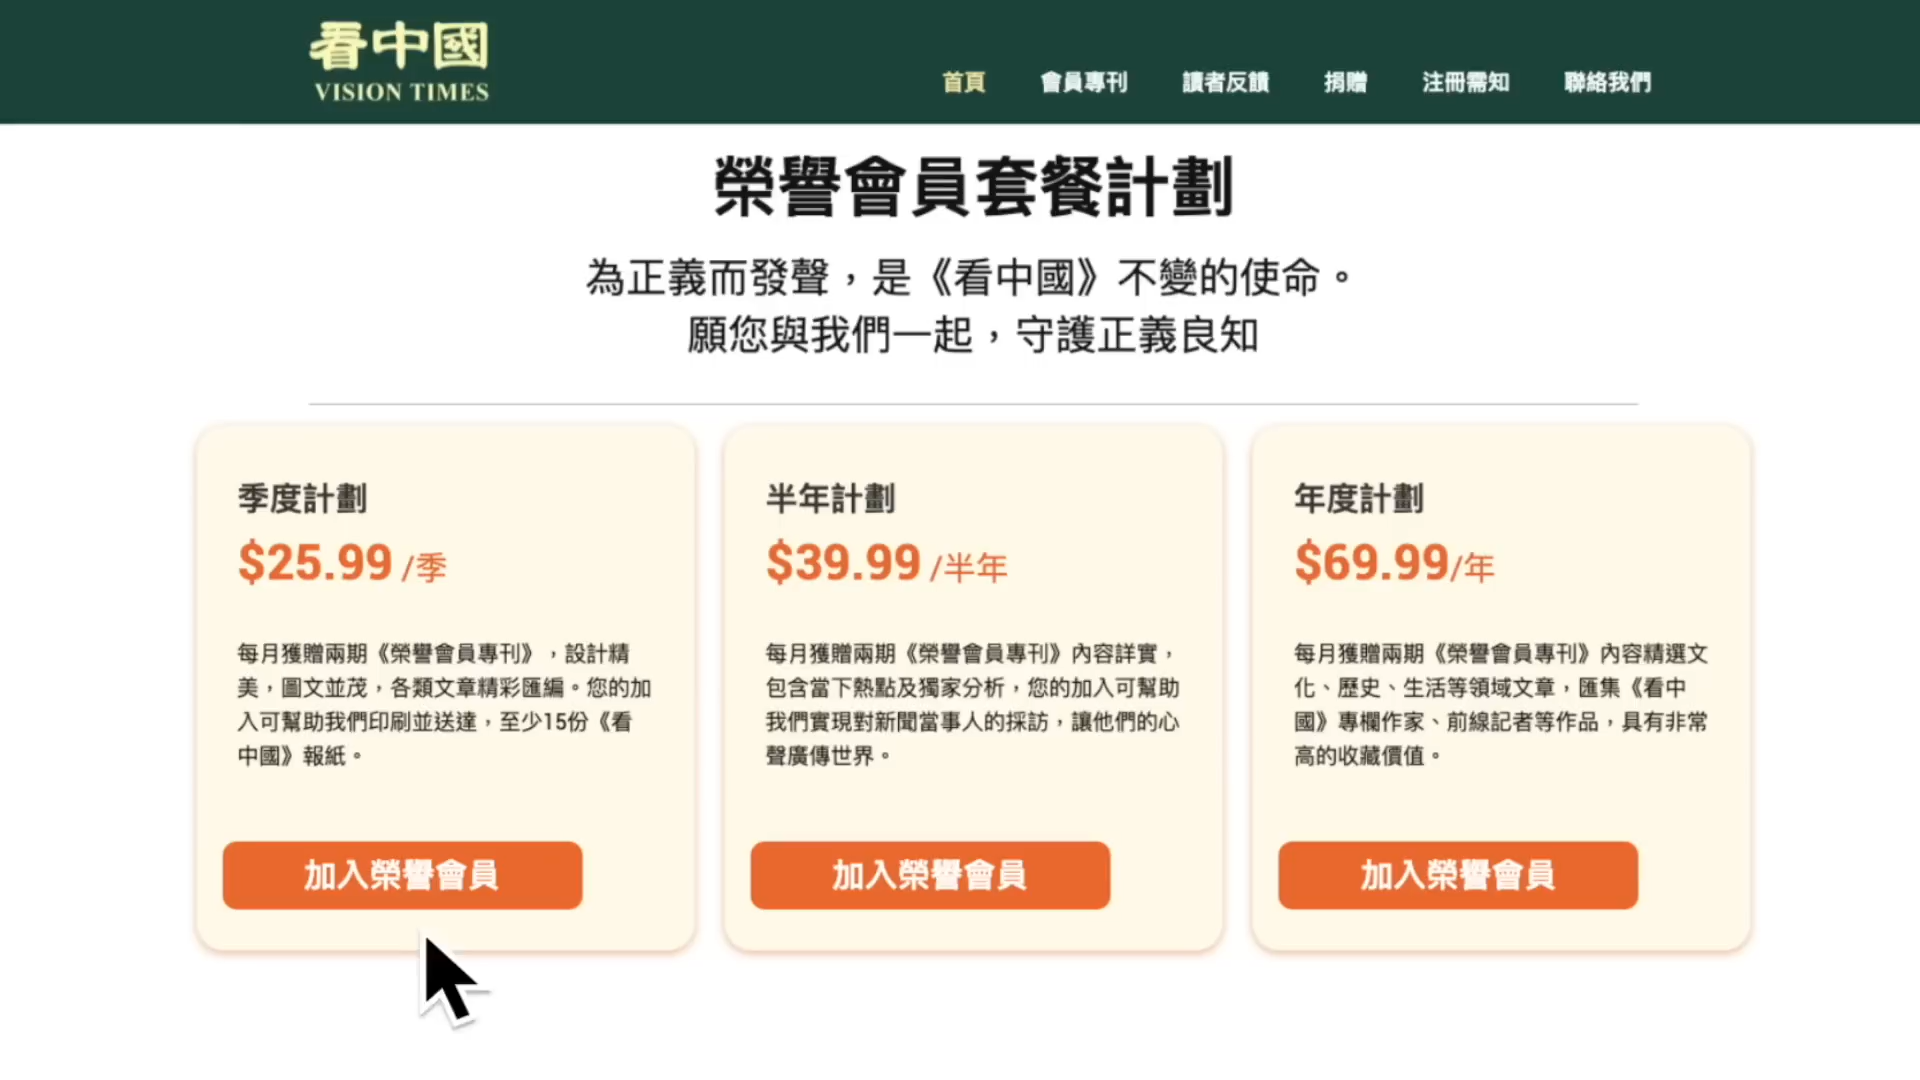 看中國
VISION TIMES
首頁 會員專刊 讀者反饋 捐贈 注冊需知 聯絡我們
榮譽會員套餐計劃
為正義而發聲，是《看中國》不變的使命。
願您與我們一起，守護正義良知
季度計劃
$25.99 /季
每月獲贈兩期《榮譽會員專刊》，設計精
美，圖文並茂，各類文章精彩匯編。您的加
入可幫助我們印刷並送達，至少15份《看
中國》報紙。
加入榮譽會員
半年計劃
$39.99 /半年
每月獲贈兩期《榮譽會員專刊》內容詳實，
包含當下熱點及獨家分析，您的加入可幫助
我們實現對新聞當事人的採訪，讓他們的心
聲廣傳世界。
加入榮譽會員
年度計劃
$69.99/年
每月獲贈兩期《榮譽會員專刊》內容精選文
化、歷史、生活等領域文章，匯集《看中
國》專欄作家、前線記者等作品，具有非常
高的收藏價值。
加入榮譽會員